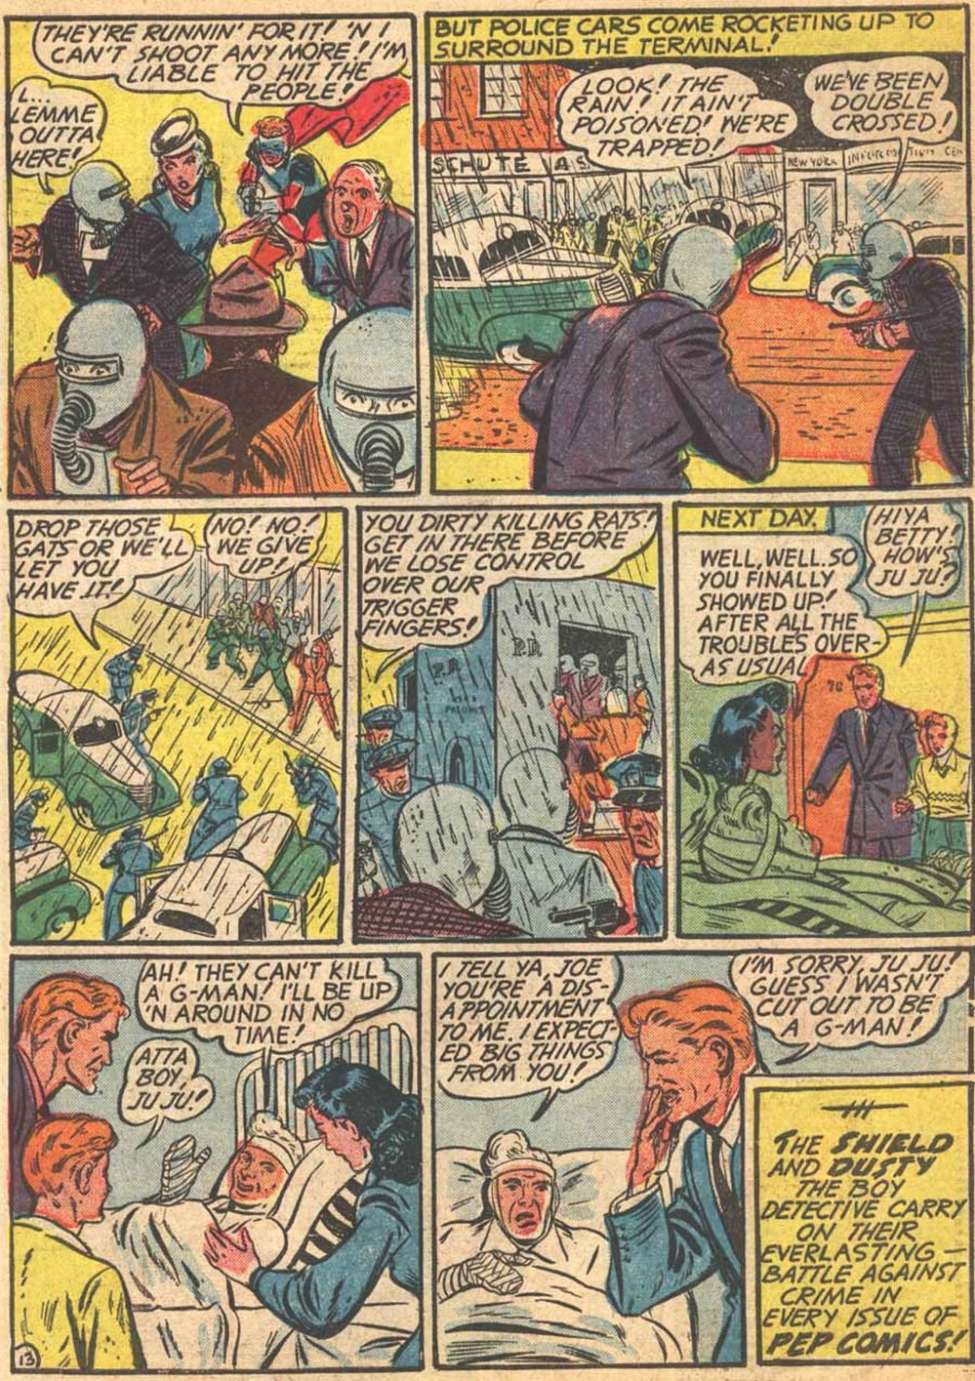 THEY'RE RUNNIN' FOR IT! 'N I
CAN'T SHOOT ANY MORE! I'M
LIABLE TO HIT THE
PEOPLE!
L...
LEMME
OUTTA
HERE!
BUT POLICE CARS COME ROCKETING UP TO
SURROUND THE TERMINAL!
LOOK! THE
RAIN! IT AIN'T
POISONED! WE'RE
TRAPPED!
WE'VE BEEN
DOUBLE
CROSSED!
SCHUTE
NEW YORK
DROP THOSE
GATS OR WE'LL
LET YOU
HAVE IT!
NO! NO!
WE GIVE
UP!
YOU DIRTY KILLING RATS!
GET IN THERE BEFORE
WE LOSE CONTROL
OVER OUR
TRIGGER
FINGERS!
P.D.
P.D.
NEXT DAY,
WELL, WELL. SO
YOU FINALLY
SHOWED UP!
AFTER ALL THE
TROUBLES OVER-
AS USUAL
HIYA
BETTY!
HOW'S
JU JU?
76
AH! THEY CAN'T KILL
A G-MAN! I'LL BE UP
'N AROUND IN NO
TIME!
ATTA
BOY,
JU JU!
I TELL YA, JOE
YOU'RE A DIS-
APPOINTMENT
TO ME. I EXPECT-
ED BIG THINGS
FROM YOU!
I'M SORRY, JU JU!
GUESS I WASN'T
CUT OUT TO BE
A G-MAN!
THE SHIELD
AND DUSTY
THE BOY
DETECTIVE CARRY
ON THEIR
EVERLASTING—
BATTLE AGAINST
CRIME IN
EVERY ISSUE OF
PEP COMICS!
13